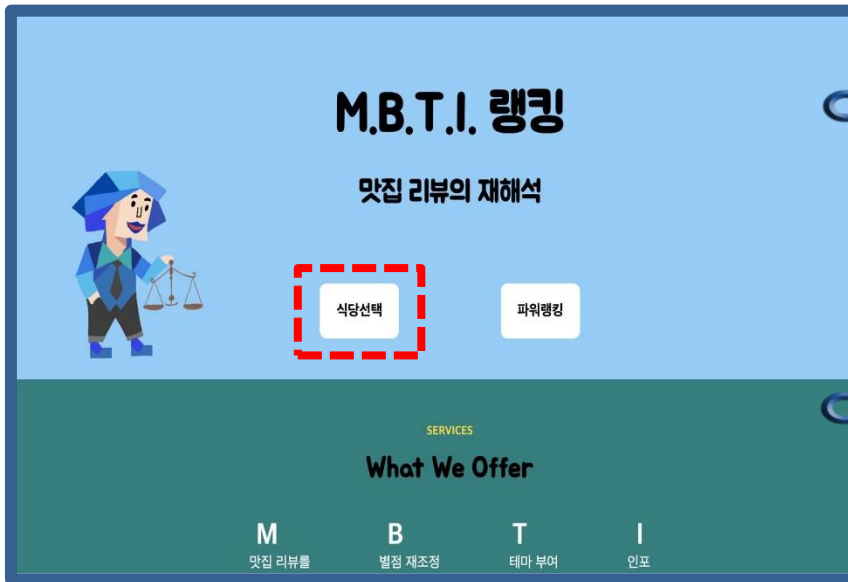 M.B.T.I. 랭킹
맛집 리뷰의 재해석
식당선택
파워랭킹
SERVICES
What We Offer
M B T I
맛집 리뷰를 별점 재조정 테마 부여 인포